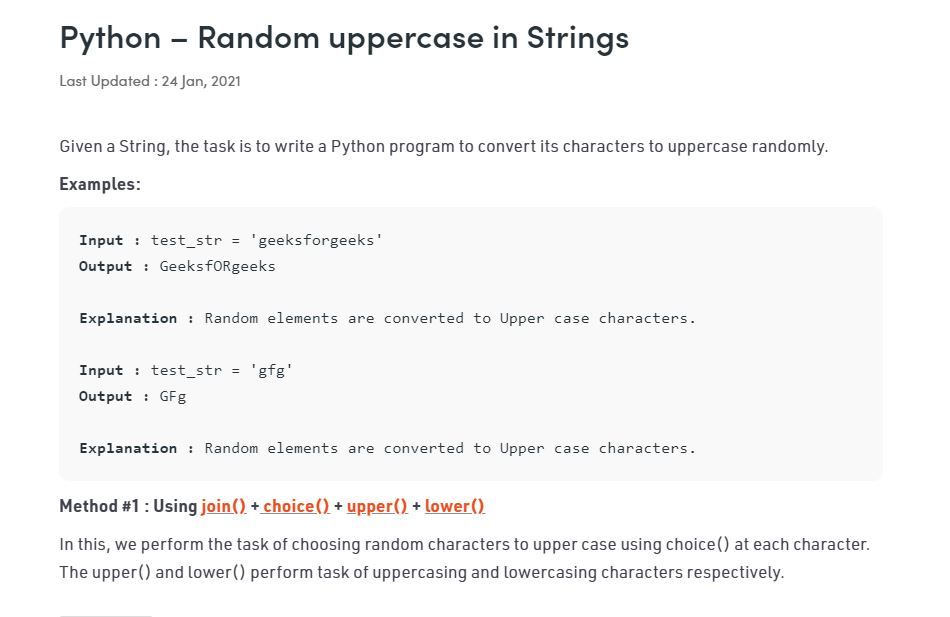 Python – Random uppercase in Strings
Last Updated : 24 Jan, 2021
Given a String, the task is to write a Python program to convert its characters to uppercase randomly.
Examples:
Input : test_str = 'geeksforgeeks'
Output : GeeksfORgeeks
Explanation : Random elements are converted to Upper case characters.
Input : test_str = 'gfg'
Output : GFg
Explanation : Random elements are converted to Upper case characters.
Method #1 : Using join() + choice() + upper() + lower()
In this, we perform the task of choosing random characters to upper case using choice() at each character.
The upper() and lower() perform task of uppercasing and lowercasing characters respectively.